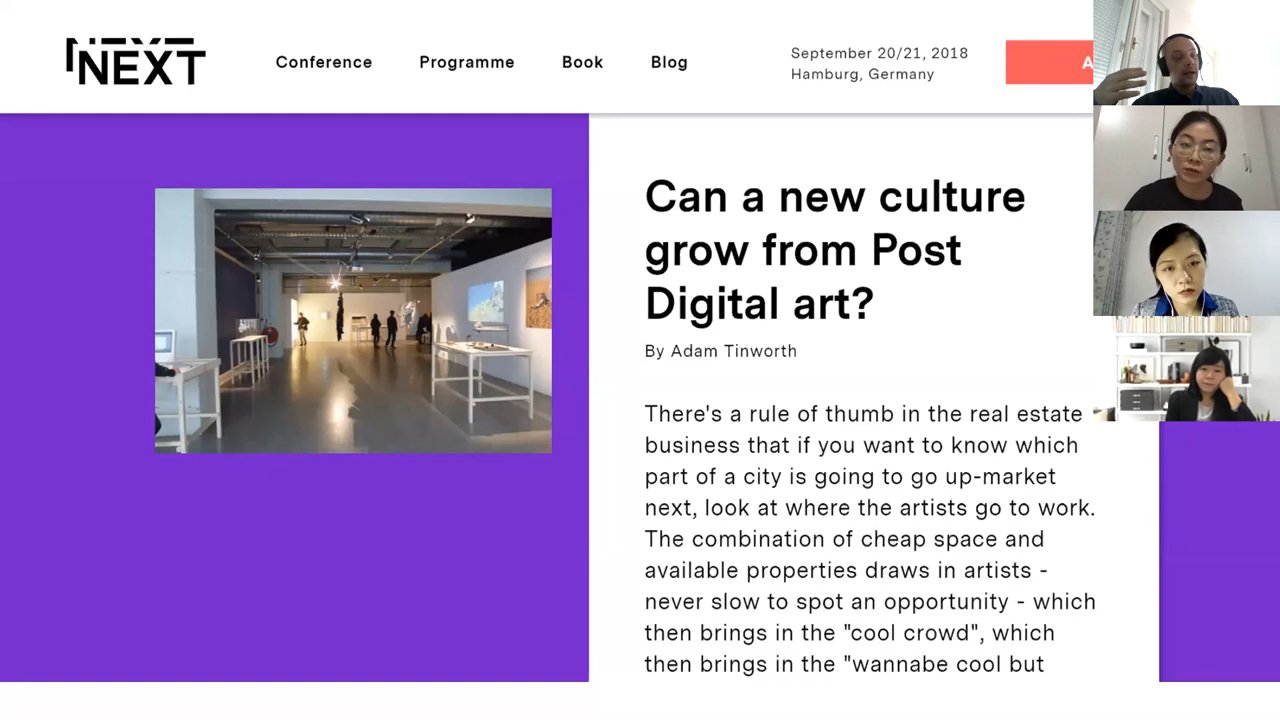 NEXT
Conference
Programme
Book
Blog
September 20/21, 2018
Hamburg, Germany
Can a new culture
grow from Post
Digital art?
By Adam Tinworth
There's a rule of thumb in the real estate
business that if you want to know which
part of a city is going to go up-market
next, look at where the artists go to work.
The combination of cheap space and
available properties draws in artists -
never slow to spot an opportunity - which
then brings in the "cool crowd", which
then brings in the "wannabe cool but